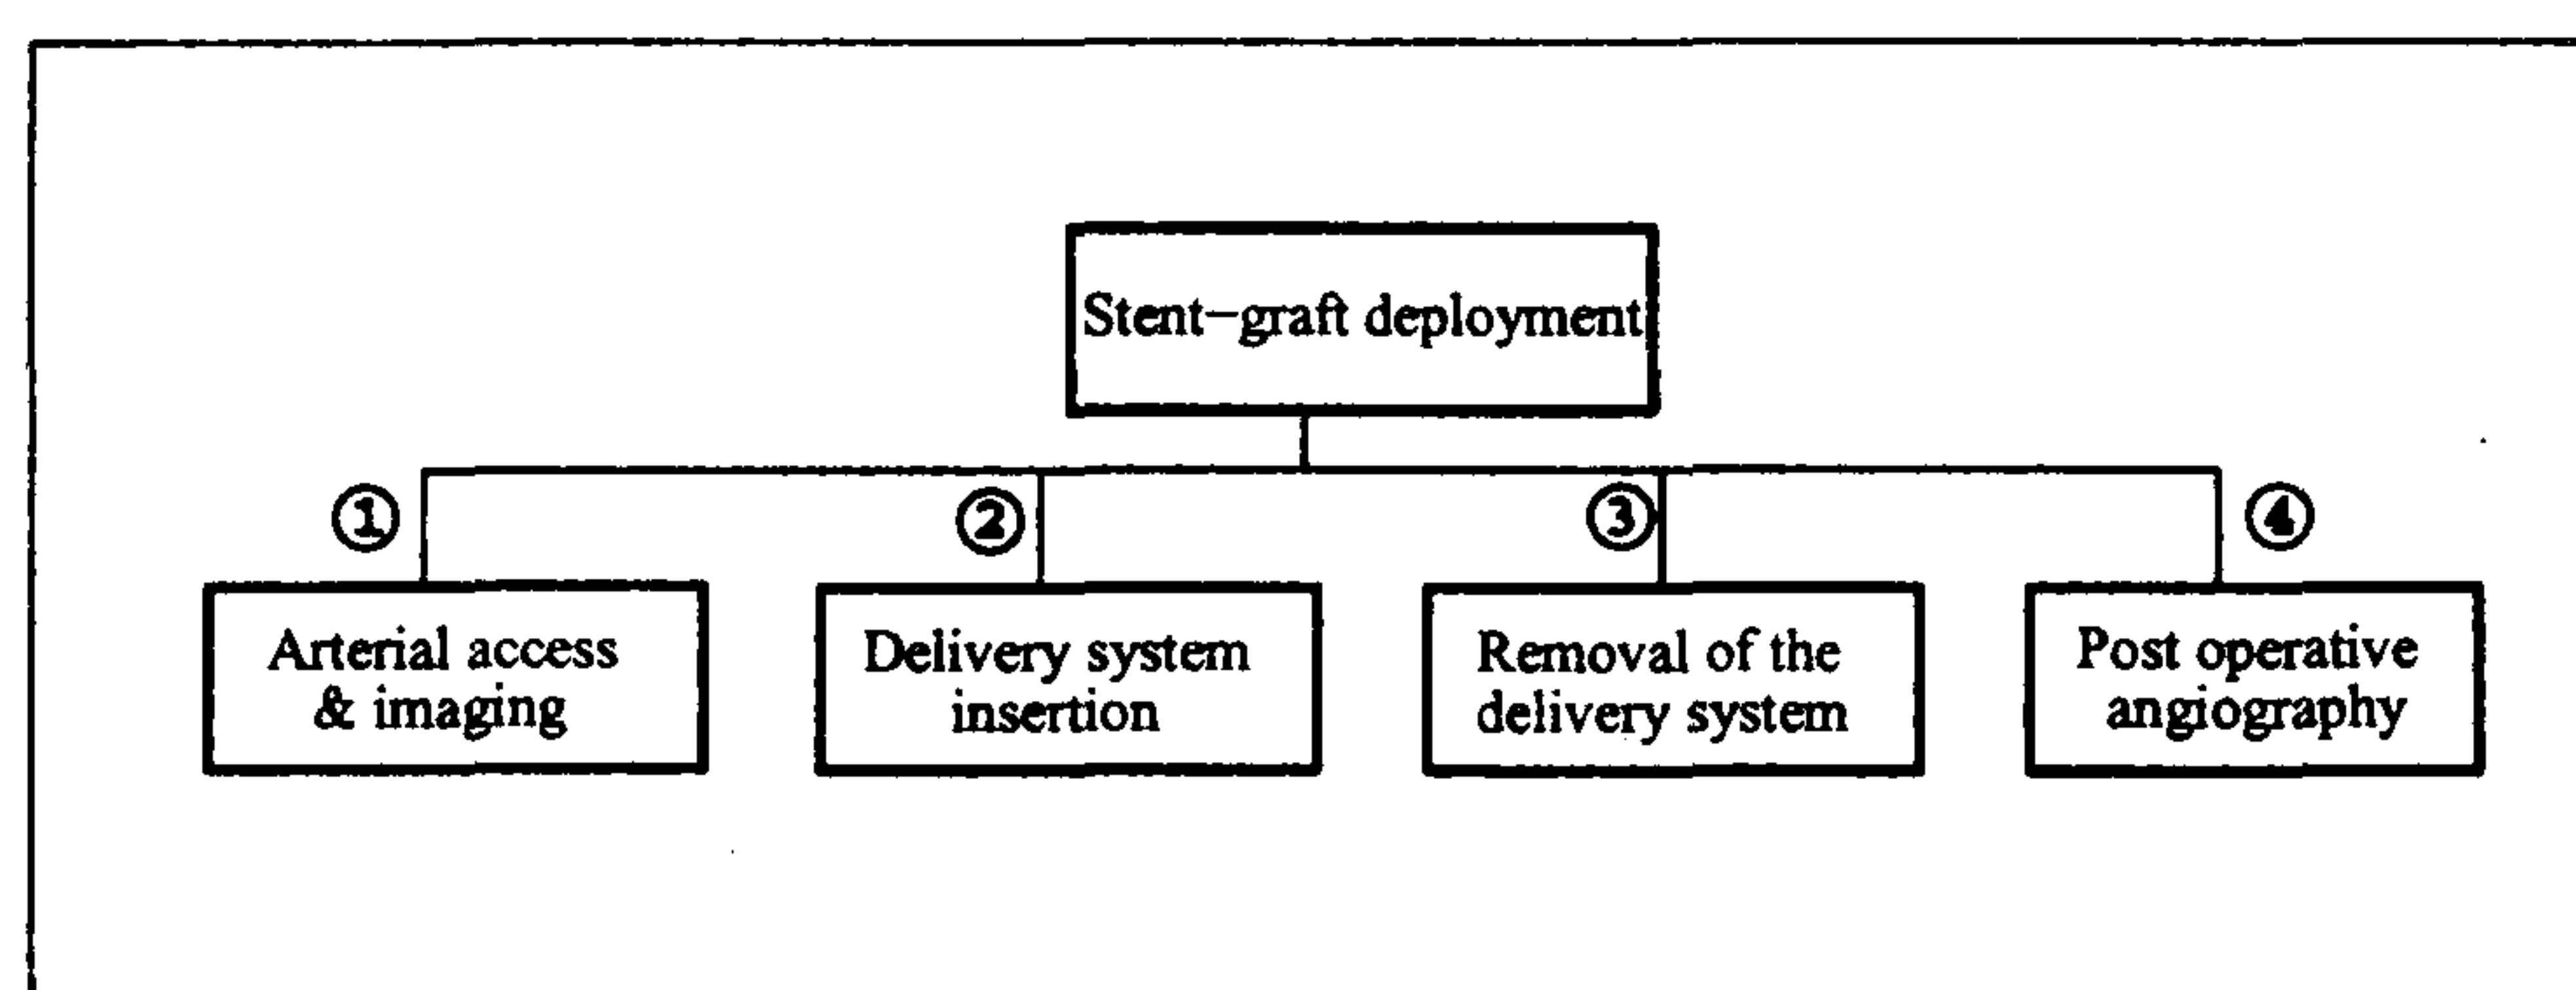 Stent-graft deployment
① ② ③ ④
Arterial access
& imaging
Delivery system
insertion
Removal of the
delivery system
Post operative
angiography